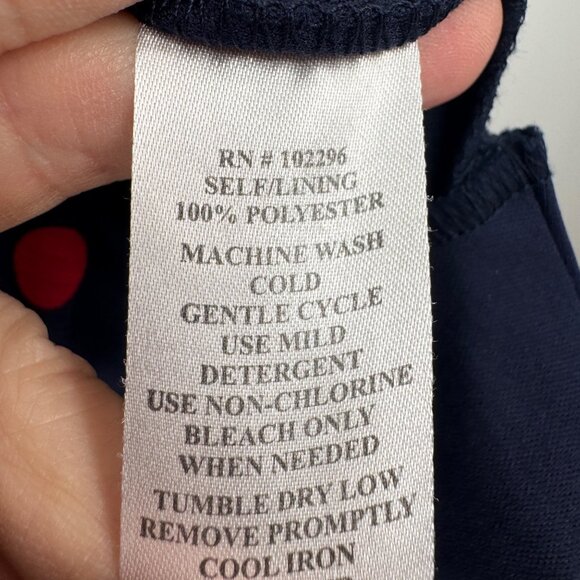 RN # 102296
SELF/LINING
100% POLYESTER
MACHINE WASH
COLD
GENTLE CYCLE
USE MILD
DETERGENT
USE NON-CHLORINE
BLEACH ONLY
WHEN NEEDED
TUMBLE DRY LOW
REMOVE PROMPTLY
COOL IRON